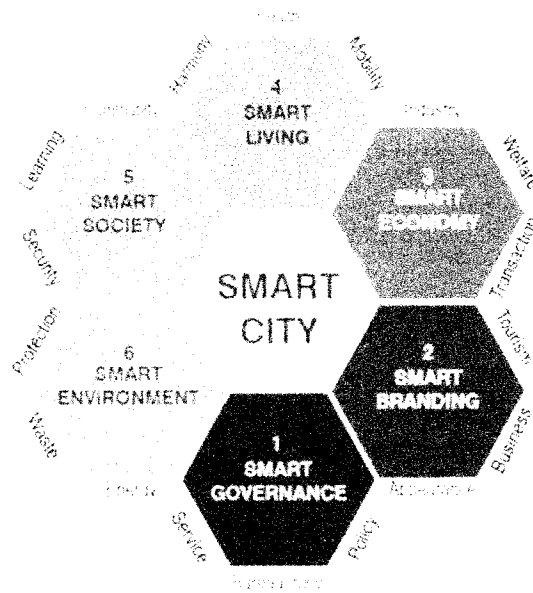 Harmony
Mobility
4
SMART
LIVING
Industry
Welfare
3
SMART
ECONOMY
Transaction
Learning
5
SMART
SOCIETY
Security
SMART
CITY
Protection
6
SMART
ENVIRONMENT
Waste
2
SMART
BRANDING
Tourism
Business
1
SMART
GOVERNANCE
Service
Policy